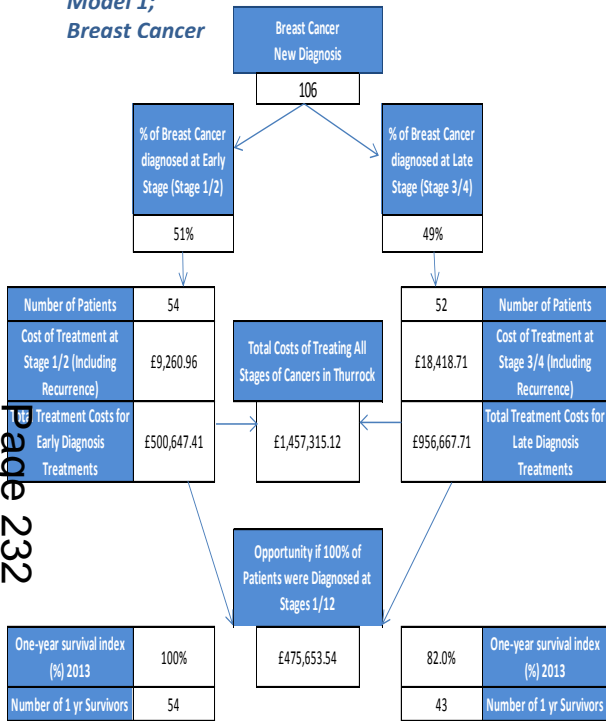 Model 1;
Breast Cancer
Breast Cancer
New Diagnosis
106
% of Breast Cancer
diagnosed at Early
Stage (Stage 1/2)
51%
% of Breast Cancer
diagnosed at Late
Stage (Stage 3/4)
49%
Number of Patients
54
Cost of Treatment at
Stage 1/2 (Including
Recurrence)
£9,260.96
Total Treatment Costs for
Early Diagnosis
Treatments
£500,647.41
Total Costs of Treating All
Stages of Cancers in Thurrock
£1,457,315.12
52
Number of Patients
£18,418.71
Cost of Treatment at
Stage 3/4 (Including
Recurrence)
£956,667.71
Total Treatment Costs for
Late Diagnosis
Treatments
Opportunity if 100% of
Patients were Diagnosed at
Stages 1/12
£475,653.54
One-year survival index
(%) 2013
100%
Number of 1 yr Survivors
54
82.0%
One-year survival index
(%) 2013
43
Number of 1 yr Survivors
Page 232